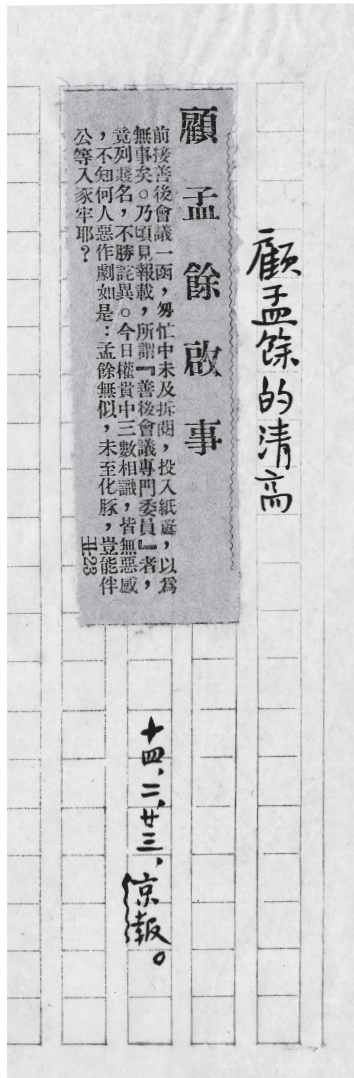 顧孟餘的清高
顧孟餘啟事
前接善後會議一函，匆忙中未及拆閱，投入紙簍，以爲
無事矣。乃頃見報載，所謂『善後會議專門委員』者，
竟列賤名，不勝詫異。今日權貴中三數相識，皆無惡感
，不知何人惡作劇如是：孟餘無似，未至化豚，豈能伴
公等入豕牢耶？
丑-23
十四、二、廿三、京報。